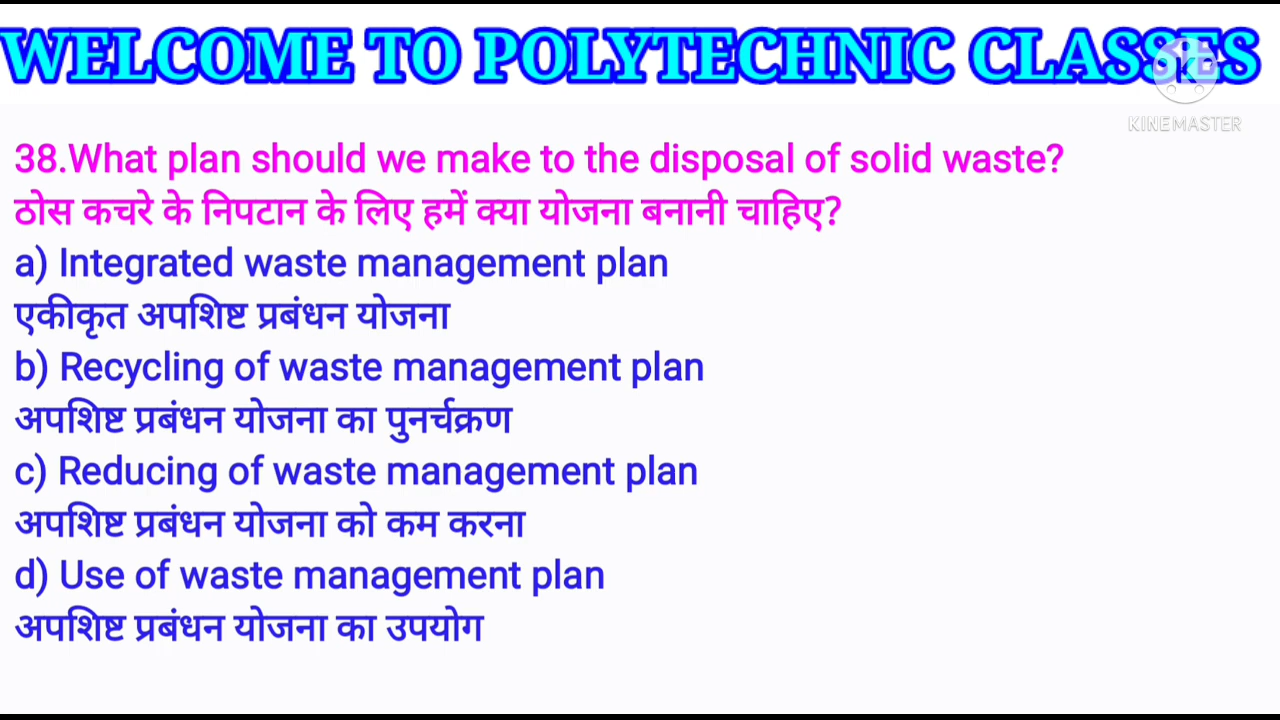 WELCOME TO POLYTECHNIC CLASSES
KINEMASTER
38.What plan should we make to the disposal of solid waste?
ठोस कचरे के निपटान के लिए हमें क्या योजना बनानी चाहिए?
a) Integrated waste management plan
एकीकृत अपशिष्ट प्रबंधन योजना
b) Recycling of waste management plan
अपशिष्ट प्रबंधन योजना का पुनर्चक्रण
c) Reducing of waste management plan
अपशिष्ट प्रबंधन योजना को कम करना
d) Use of waste management plan
अपशिष्ट प्रबंधन योजना का उपयोग